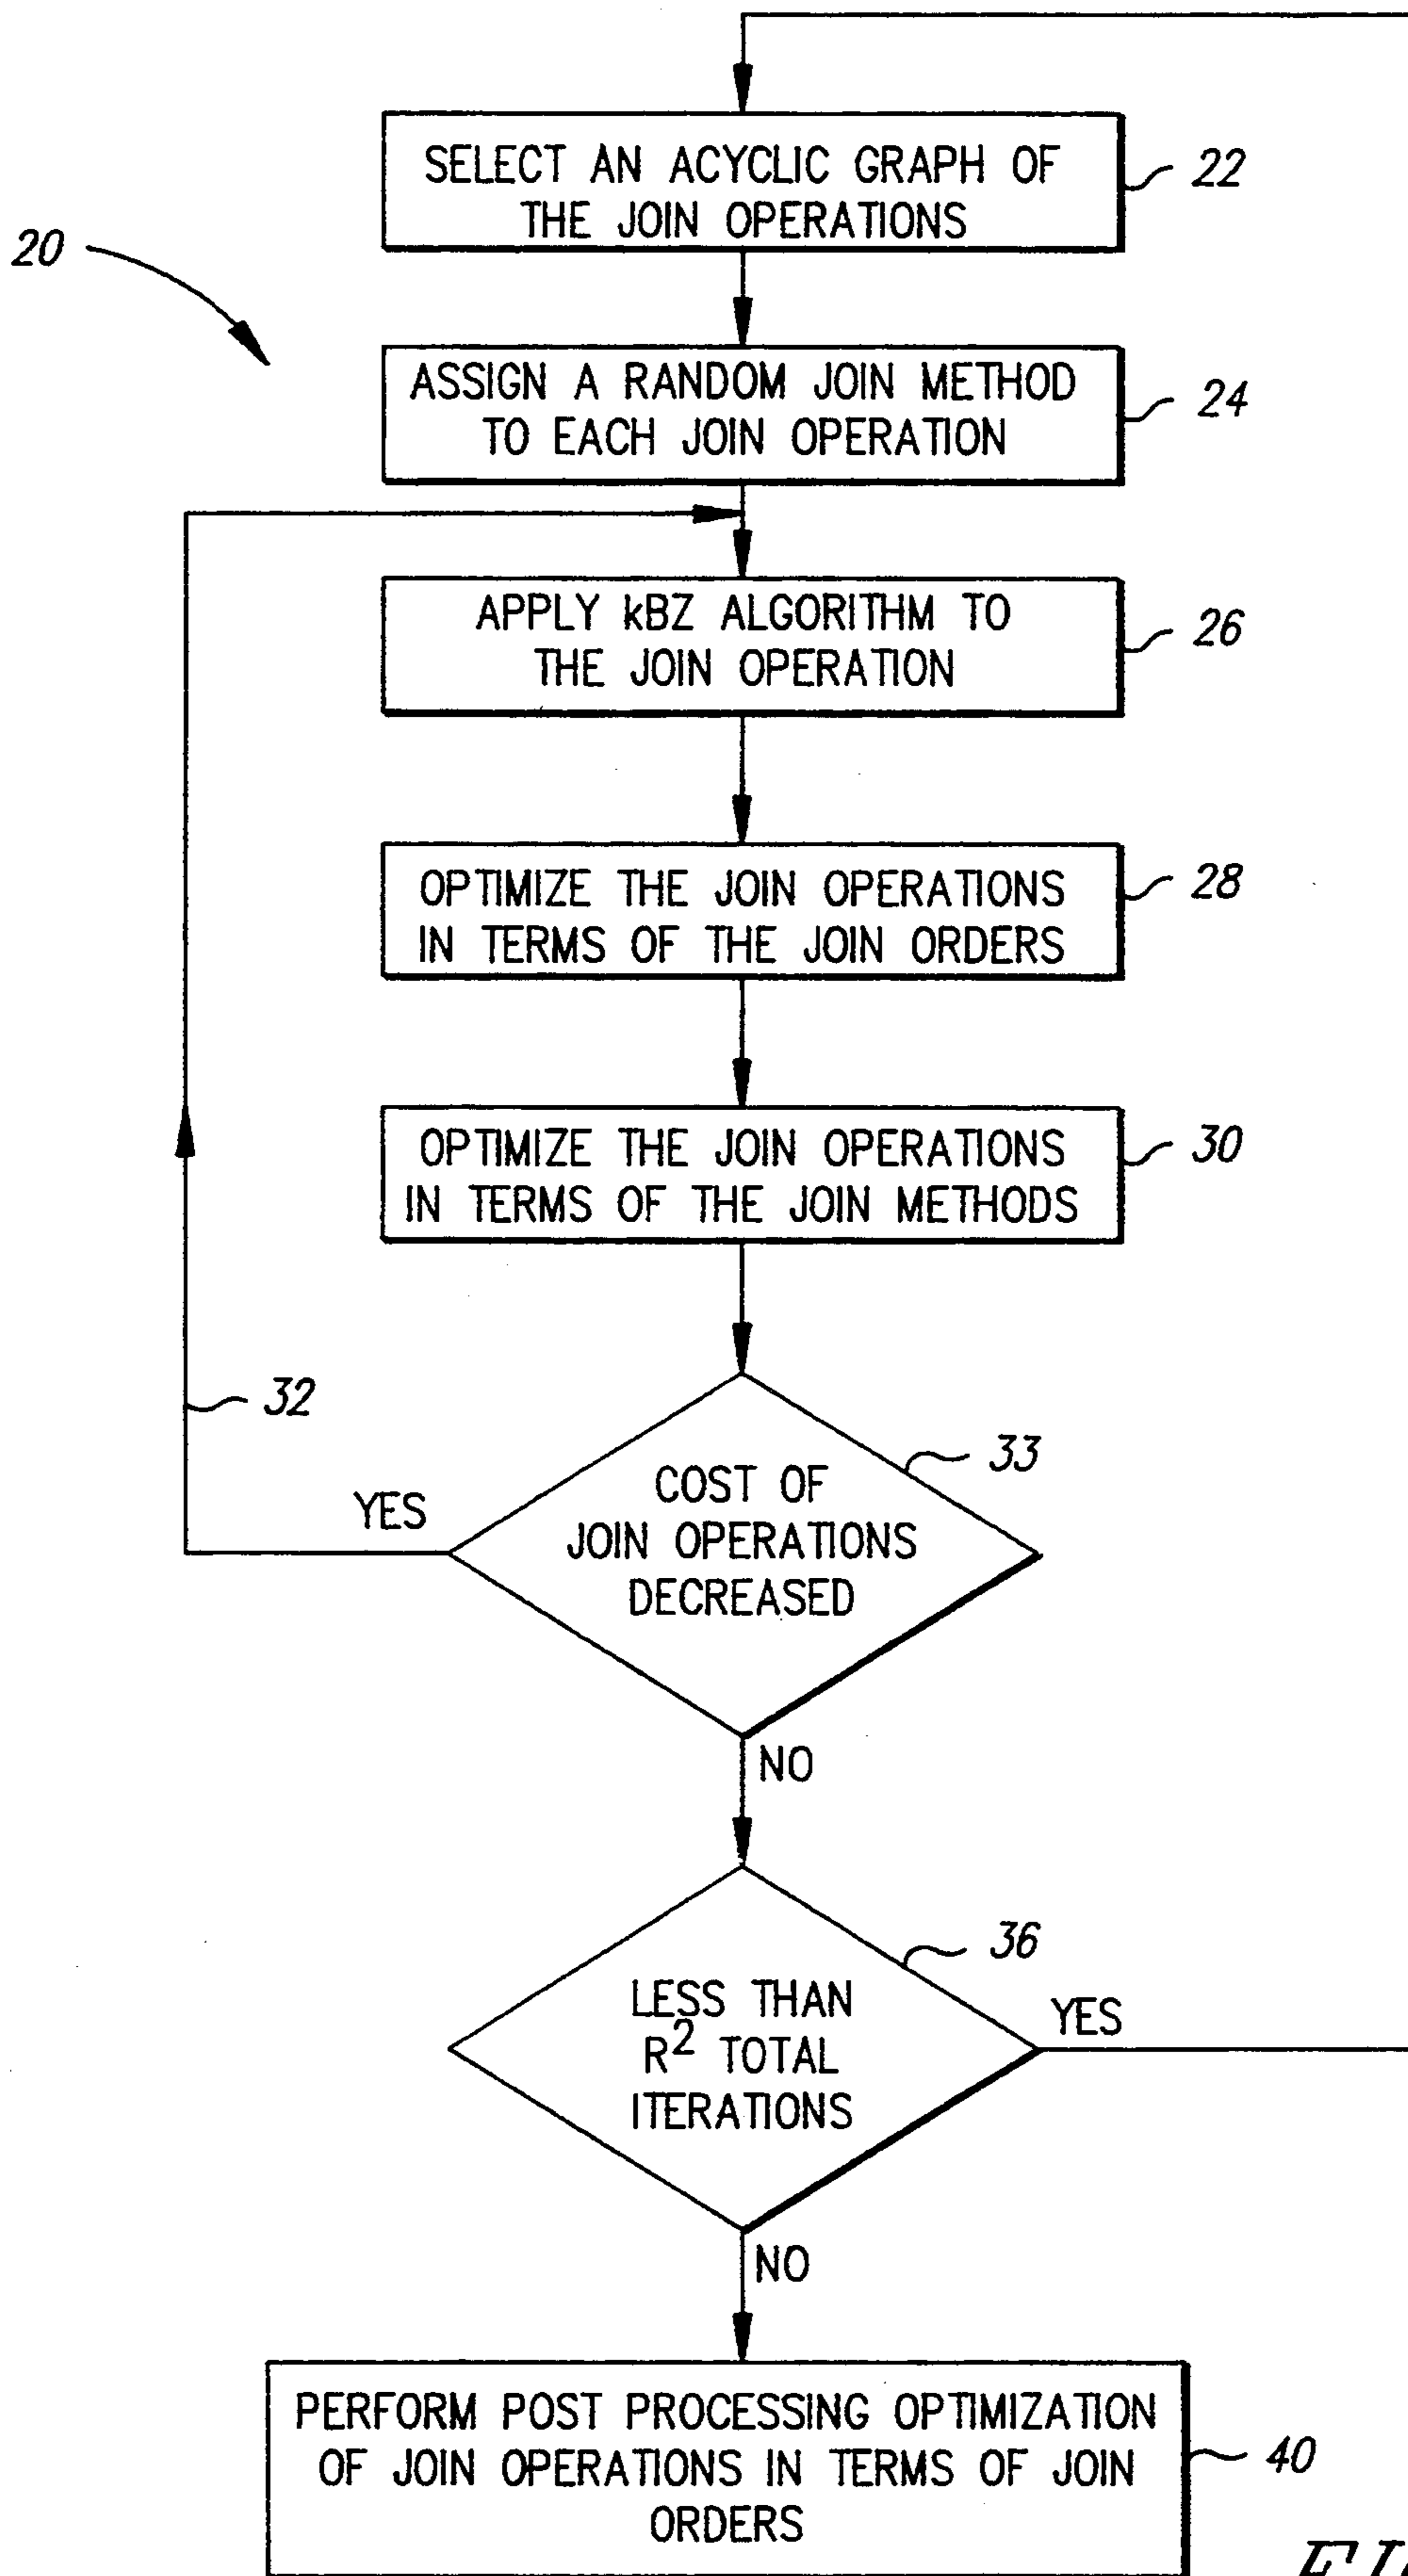 SELECT AN ACYCLIC GRAPH OF
THE JOIN OPERATIONS
22
20
ASSIGN A RANDOM JOIN METHOD
TO EACH JOIN OPERATION
24
APPLY kBZ ALGORITHM TO
THE JOIN OPERATION
26
OPTIMIZE THE JOIN OPERATIONS
IN TERMS OF THE JOIN ORDERS
28
OPTIMIZE THE JOIN OPERATIONS
IN TERMS OF THE JOIN METHODS
30
32
33
COST OF
JOIN OPERATIONS
DECREASED
YES
NO
36
LESS THAN
R² TOTAL
ITERATIONS
YES
NO
PERFORM POST PROCESSING OPTIMIZATION
OF JOIN OPERATIONS IN TERMS OF JOIN
ORDERS
40